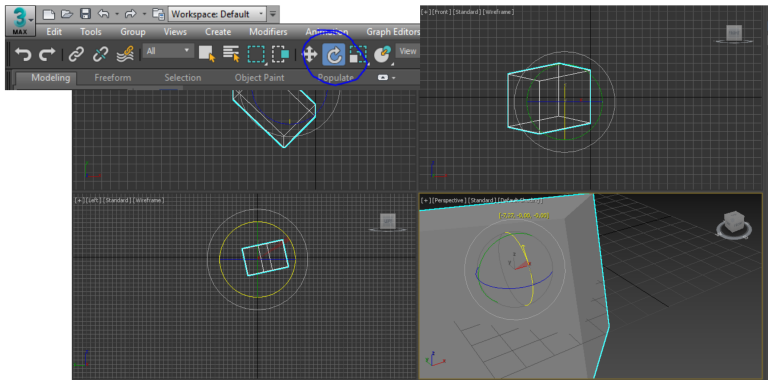 3
MAX
Workspace: Default
Edit Tools Group Views Create Modifiers Animation Graph Editors
All
View
Modeling Freeform Selection Object Paint Populate
[+][Front][Standard][Wireframe]
[+][Left][Standard][Wireframe]
[+][Perspective][Standard][Default Shading]